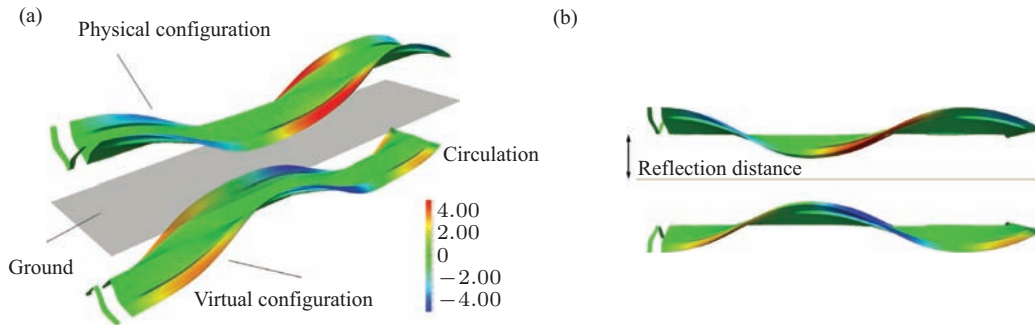 (a)
Physical configuration
Circulation
4.00
2.00
0
−2.00
−4.00
Ground
Virtual configuration
(b)
Reflection distance